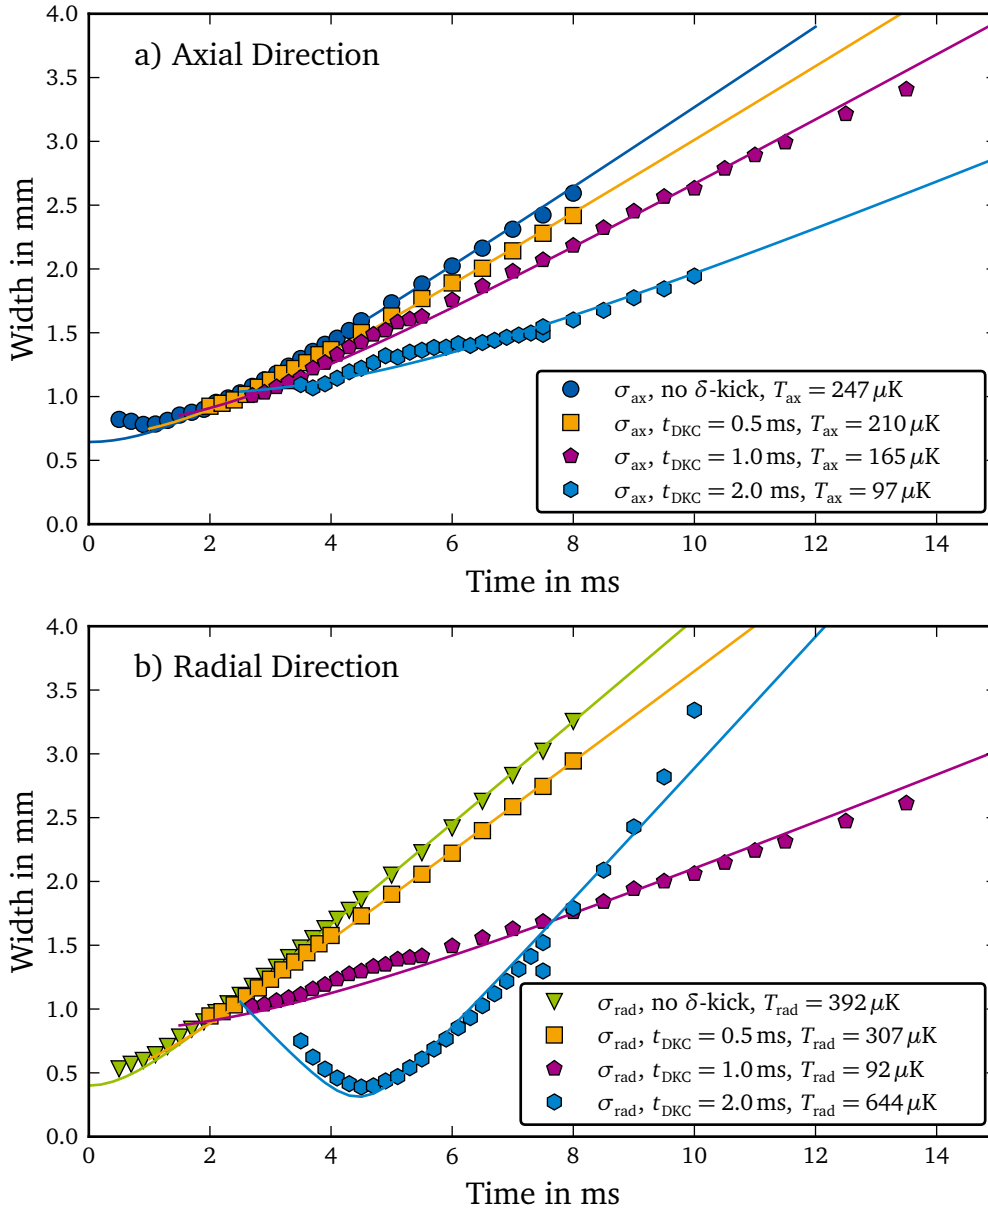 a) Axial Direction
Width in mm
4.0
3.5
3.0
2.5
2.0
1.5
1.0
0.5
0.0
σax, no δ-kick, Tax = 247 μK
σax, tDKC = 0.5 ms, Tax = 210 μK
σax, tDKC = 1.0 ms, Tax = 165 μK
σax, tDKC = 2.0 ms, Tax = 97 μK
0 2 4 6 8 10 12 14
Time in ms
b) Radial Direction
Width in mm
4.0
3.5
3.0
2.5
2.0
1.5
1.0
0.5
0.0
σrad, no δ-kick, Trad = 392 μK
σrad, tDKC = 0.5 ms, Trad = 307 μK
σrad, tDKC = 1.0 ms, Trad = 92 μK
σrad, tDKC = 2.0 ms, Trad = 644 μK
0 2 4 6 8 10 12 14
Time in ms